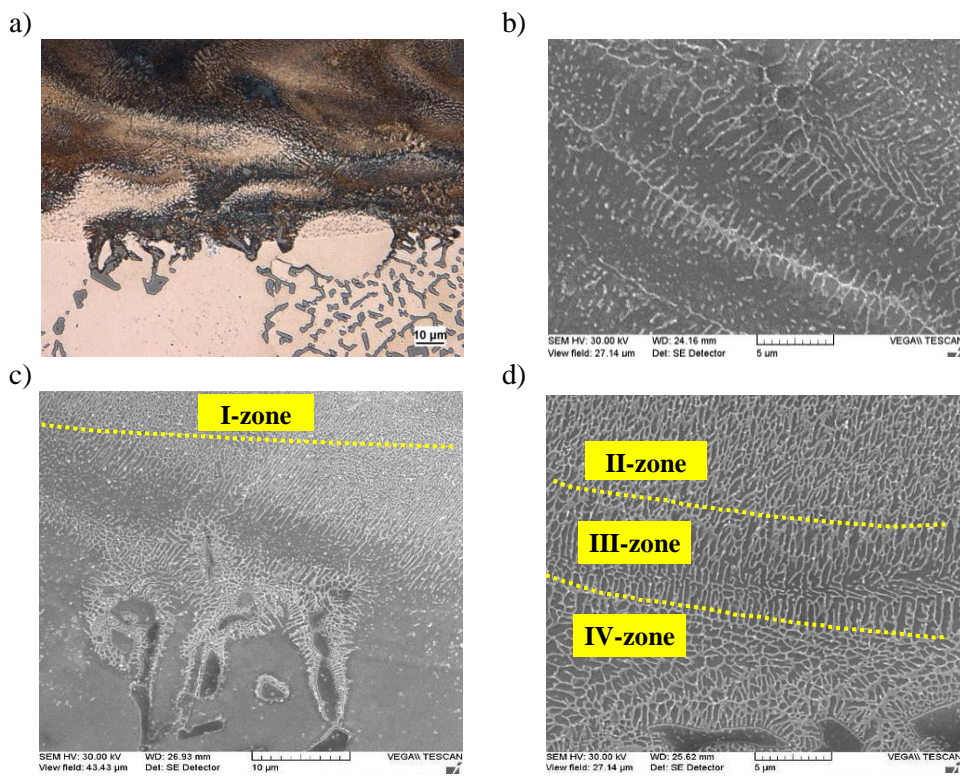 a)
b)
10 µm
SEM HV: 30.00 kV WD: 24.16 mm VEGA\\ TESCAN
View field: 27.14 µm Det: SE Detector 5 µm
c)
d)
I-zone
II-zone
III-zone
IV-zone
SEM HV: 30.00 kV WD: 26.93 mm VEGA\\ TESCAN
View field: 43.43 µm Det: SE Detector 10 µm
SEM HV: 30.00 kV WD: 25.62 mm VEGA\\ TESCAN
View field: 27.14 µm Det: SE Detector 5 µm